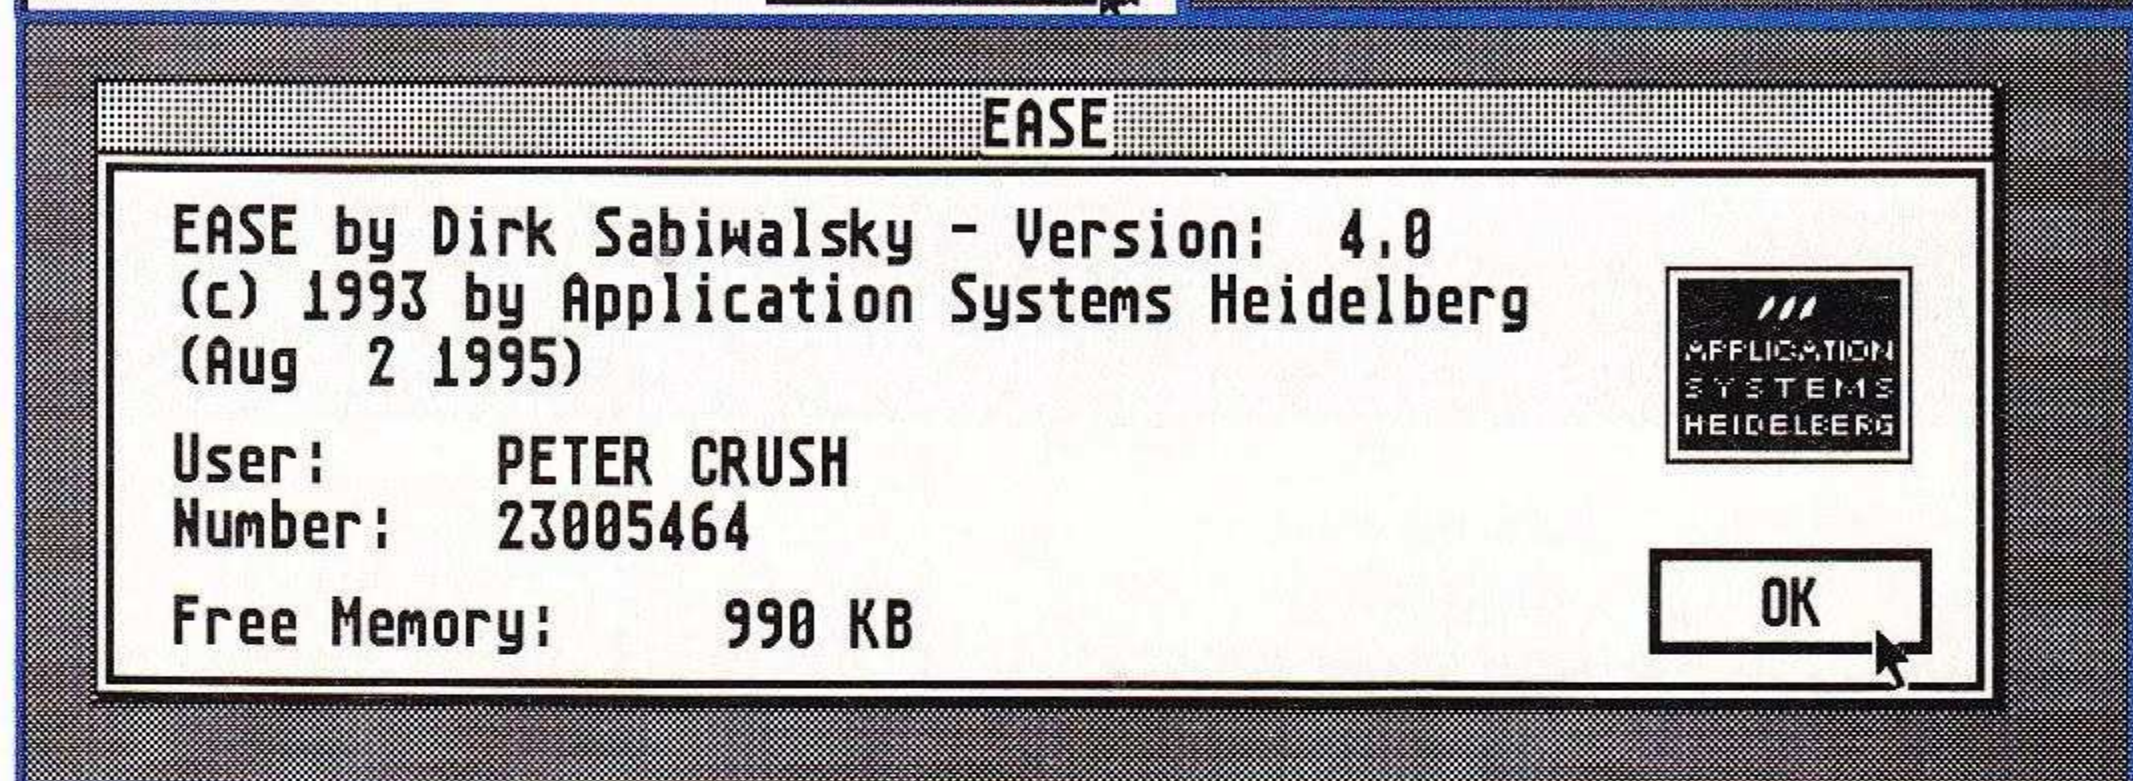 EASE
EASE by Dirk Sabiwalsky - Version:  4.0
(c) 1993 by Application Systems Heidelberg
(Aug  2 1995)
APPLICATION
SYSTEMS
HEIDELBERG
User:     PETER CRUSH
Number:   23005464
Free Memory:     990 KB
OK